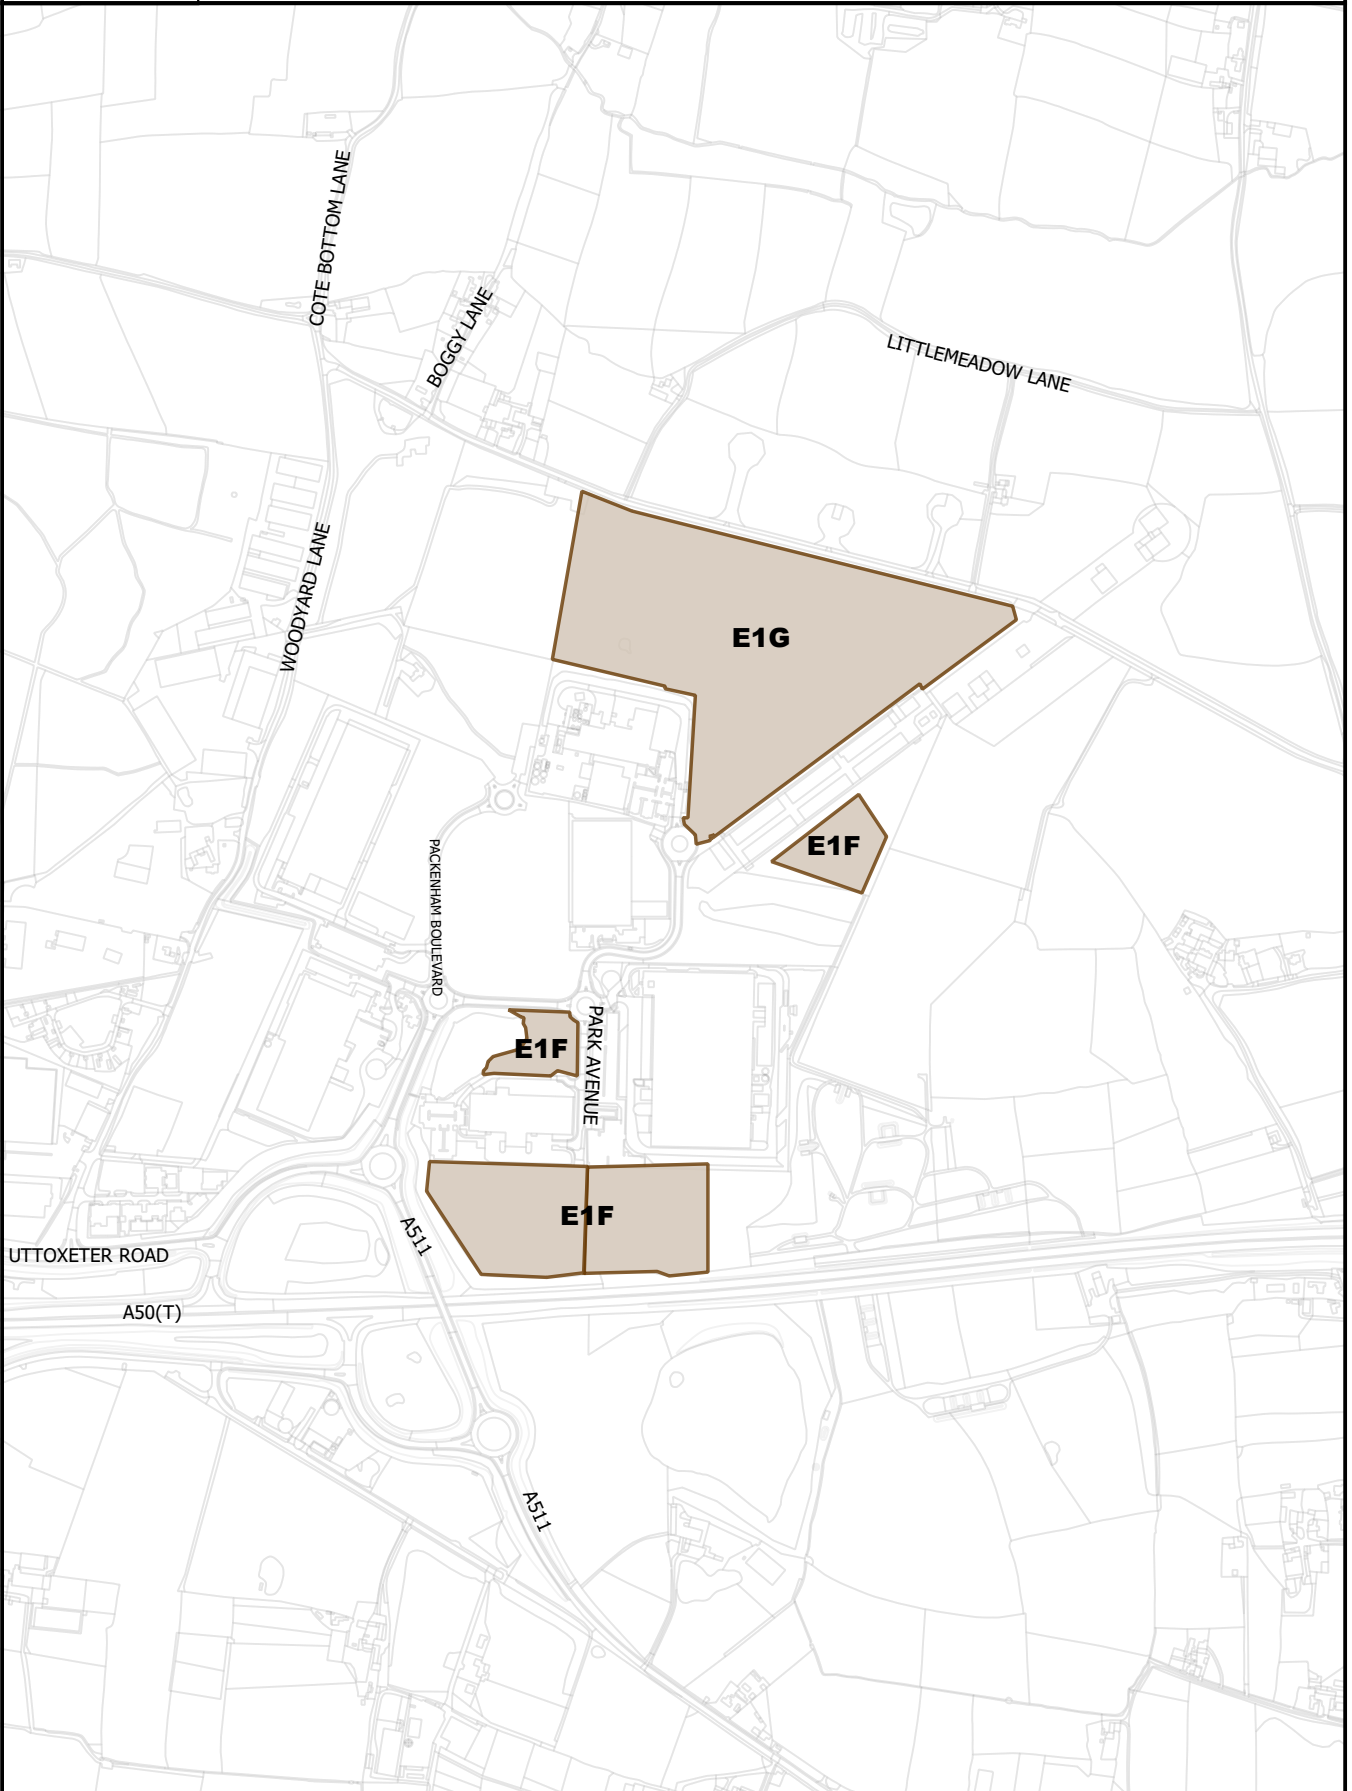 COTE BOTTOM LANE
BOGGY LANE
LITTLEMEADOW LANE
WOODYARD LANE
E1G
E1F
PACKENHAM BOULEVARD
E1F
PARK AVENUE
E1F
A511
UTTOXETER ROAD
A50(T)
A511